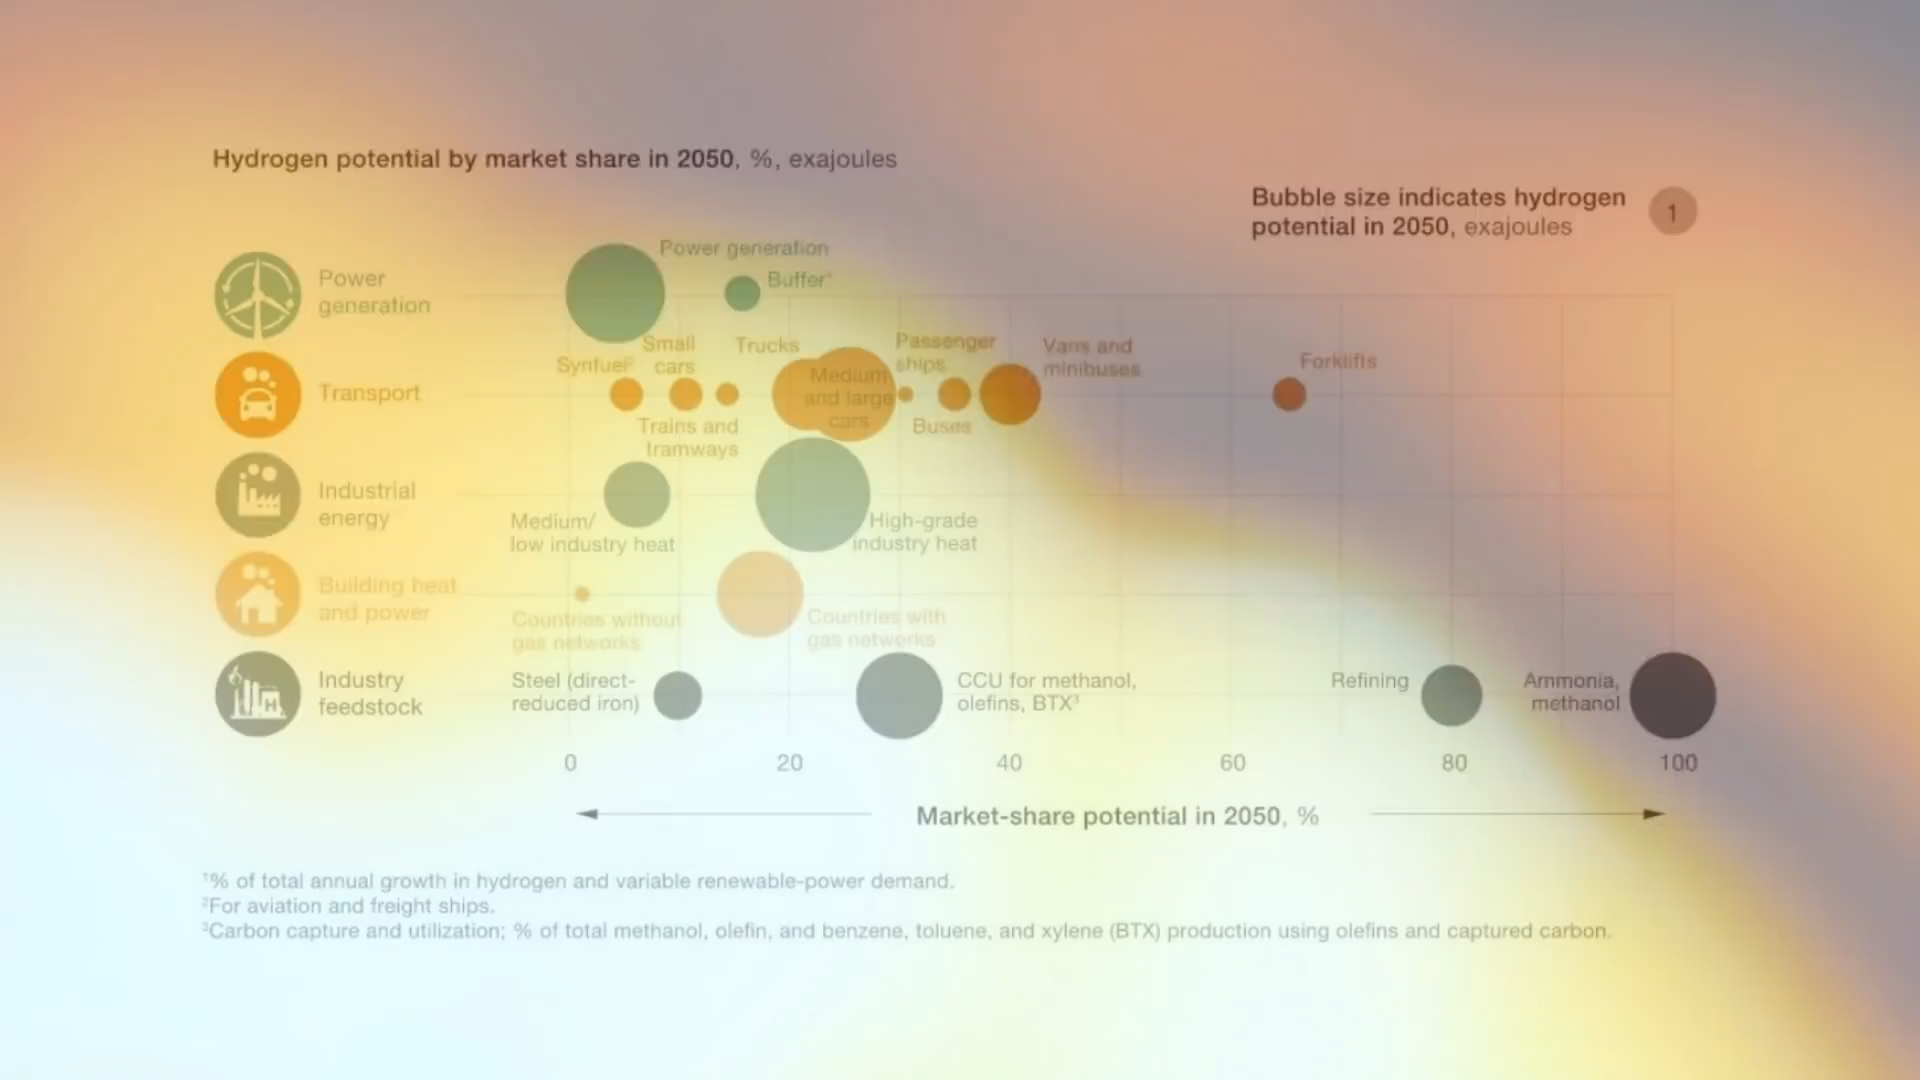 Hydrogen potential by market share in 2050, %, exajoules
Bubble size indicates hydrogen
potential in 2050, exajoules
1
Power
generation
Power generation
Buffer¹
Transport
Synfuel²
Small
cars
Trains and
tramways
Trucks
Medium
and large
cars
Passenger
ships
Buses
Vans and
minibuses
Forklifts
Industrial
energy
Medium/
low industry heat
High-grade
industry heat
Building heat
and power
Countries without
gas networks
Countries with
gas networks
Industry
feedstock
H
Steel (direct-
reduced iron)
CCU for methanol,
olefins, BTX³
Refining
Ammonia,
methanol
0 20 40 60 80 100
Market-share potential in 2050, %
¹% of total annual growth in hydrogen and variable renewable-power demand.
²For aviation and freight ships.
³Carbon capture and utilization; % of total methanol, olefin, and benzene, toluene, and xylene (BTX) production using olefins and captured carbon.